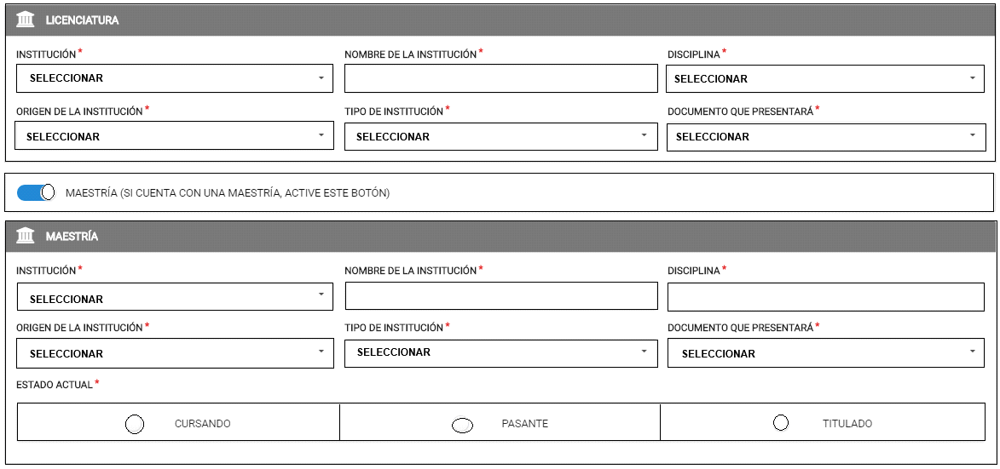 LICENCIATURA
INSTITUCIÓN * NOMBRE DE LA INSTITUCIÓN * DISCIPLINA *
SELECCIONAR SELECCIONAR
ORIGEN DE LA INSTITUCIÓN * TIPO DE INSTITUCIÓN * DOCUMENTO QUE PRESENTARÁ *
SELECCIONAR SELECCIONAR SELECCIONAR
MAESTRÍA (SI CUENTA CON UNA MAESTRÍA, ACTIVE ESTE BOTÓN)
MAESTRÍA
INSTITUCIÓN * NOMBRE DE LA INSTITUCIÓN * DISCIPLINA *
SELECCIONAR
ORIGEN DE LA INSTITUCIÓN * TIPO DE INSTITUCIÓN * DOCUMENTO QUE PRESENTARÁ *
SELECCIONAR SELECCIONAR SELECCIONAR
ESTADO ACTUAL *
CURSANDO PASANTE TITULADO